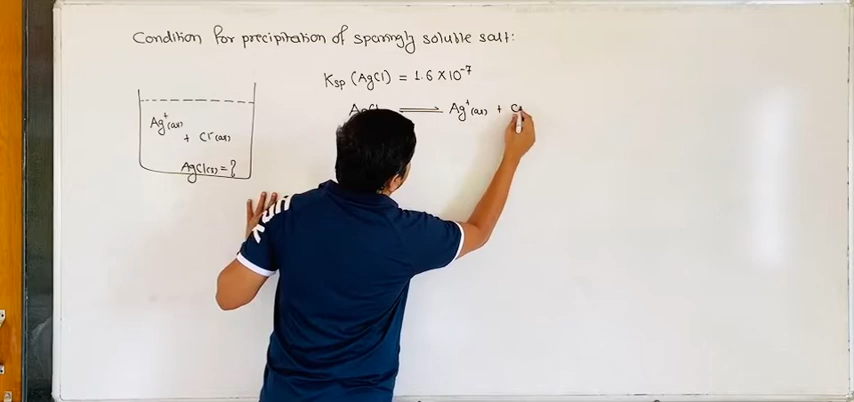 Condition for precipitation of sparingly soluble salt:
Ksp (AgCl) = 1.6 × 10⁻⁷
AgCl ⇌ Ag⁺(aq) + C
Ag⁺(aq)
+ Cl⁻(aq)
AgCl(s) = ?